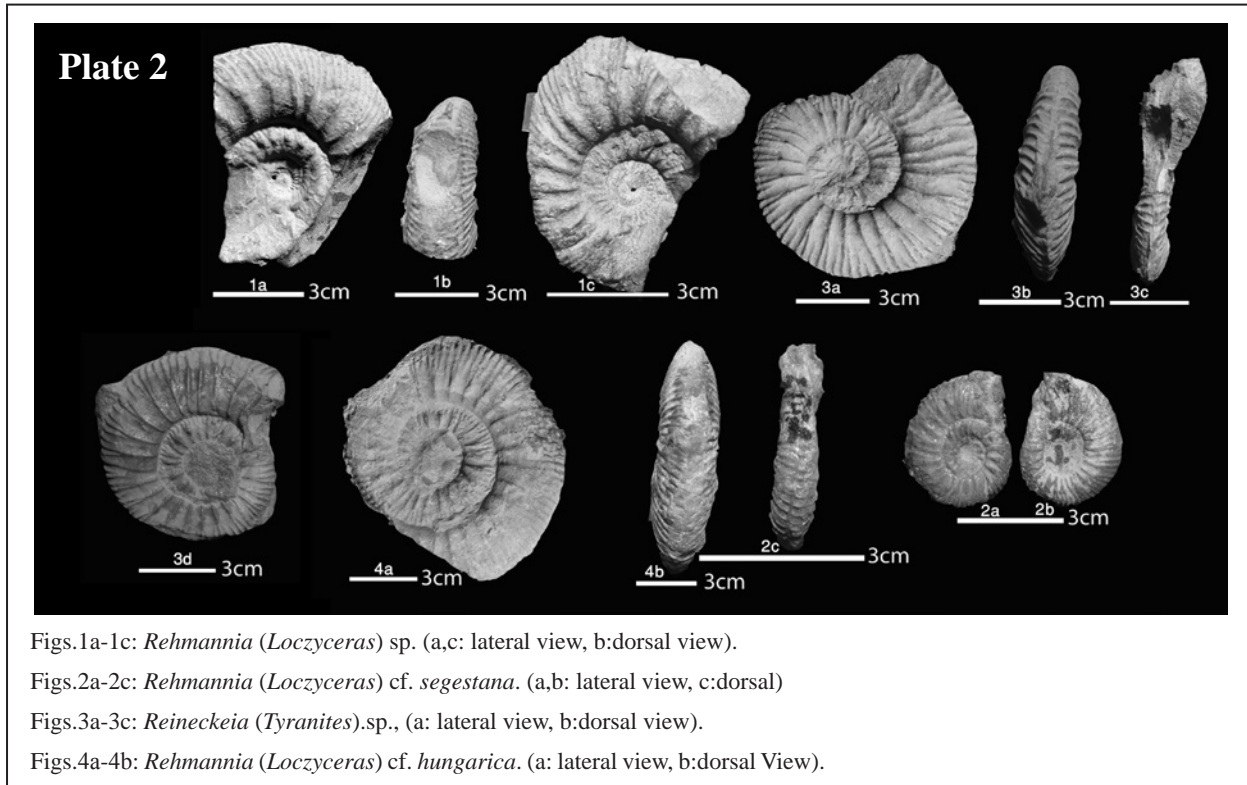 Plate 2
1a 3cm
1b 3cm
1c 3cm
3a 3cm
3b 3cm
3c
3d 3cm
4a 3cm
4b 3cm
2c 3cm
2a 2b 3cm
Figs.1a-1c: Rehmannia (Loczyceras) sp. (a,c: lateral view, b:dorsal view).
Figs.2a-2c: Rehmannia (Loczyceras) cf. segestana. (a,b: lateral view, c:dorsal)
Figs.3a-3c: Reineckeia (Tyranites).sp., (a: lateral view, b:dorsal view).
Figs.4a-4b: Rehmannia (Loczyceras) cf. hungarica. (a: lateral view, b:dorsal View).